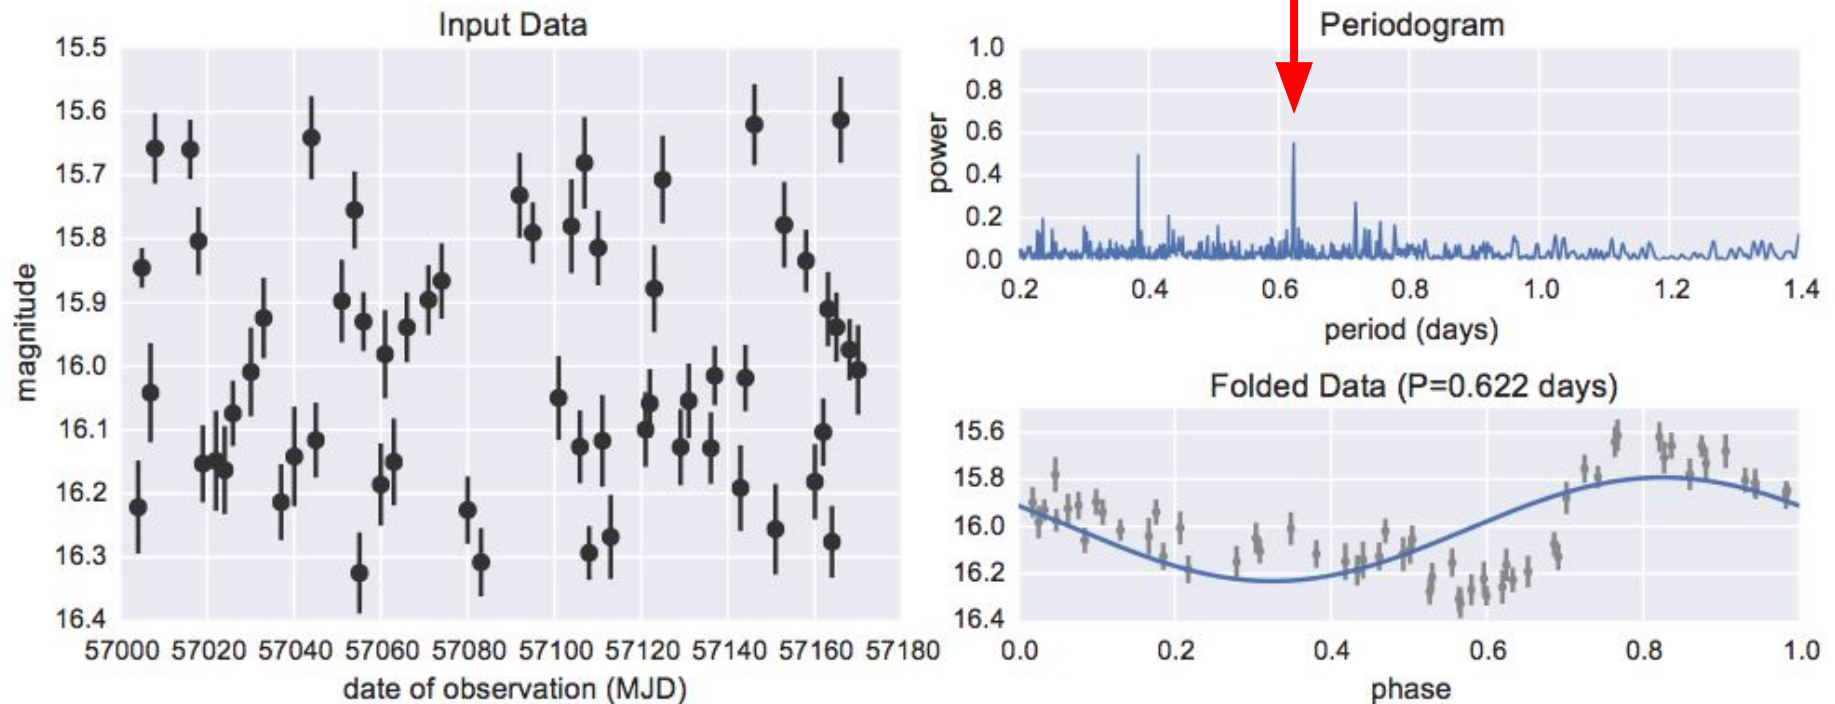 Input Data
15.5
15.6
15.7
15.8
15.9
16.0
16.1
16.2
16.3
16.4
magnitude
57000 57020 57040 57060 57080 57100 57120 57140 57160 57180
date of observation (MJD)
Periodogram
1.0
0.8
0.6
0.4
0.2
0.0
power
0.2 0.4 0.6 0.8 1.0 1.2 1.4
period (days)
Folded Data (P=0.622 days)
15.6
15.8
16.0
16.2
16.4
0.0 0.2 0.4 0.6 0.8 1.0
phase